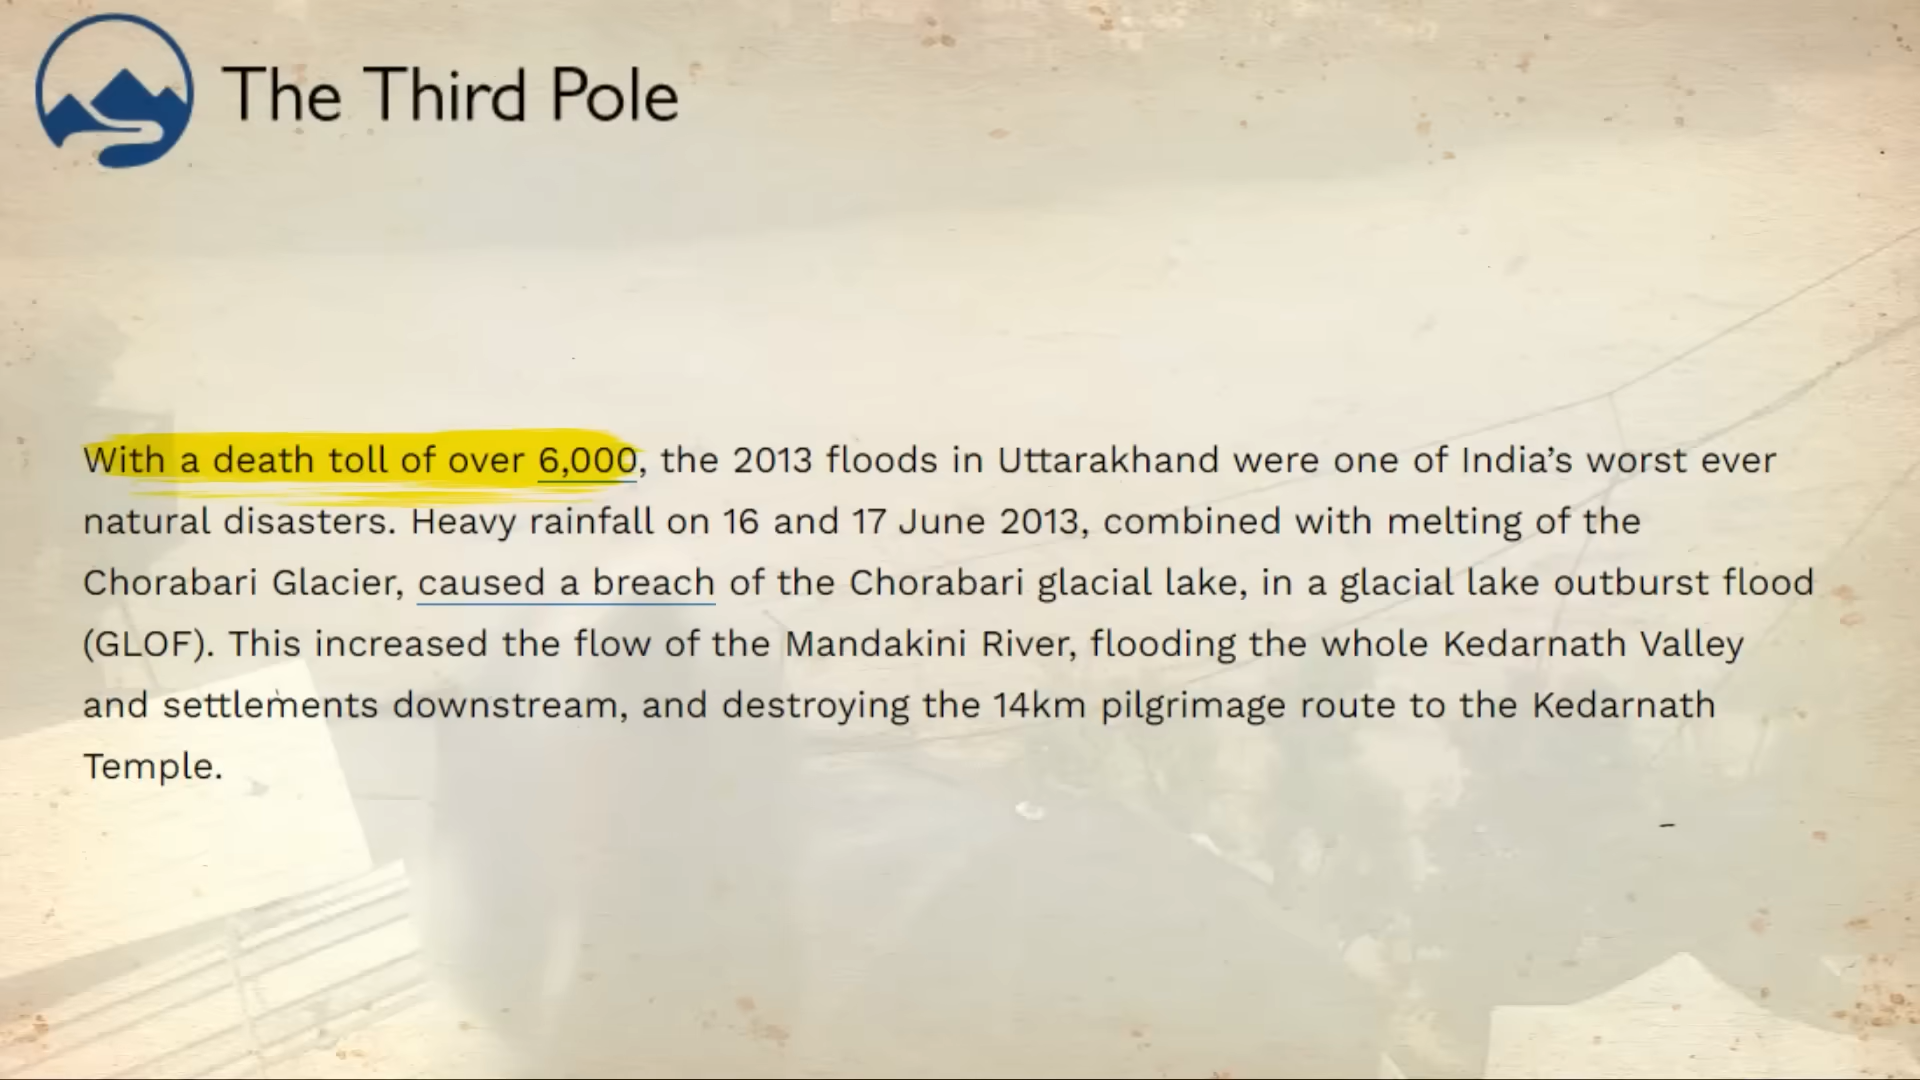 The Third Pole
With a death toll of over 6,000, the 2013 floods in Uttarakhand were one of India’s worst ever
natural disasters. Heavy rainfall on 16 and 17 June 2013, combined with melting of the
Chorabari Glacier, caused a breach of the Chorabari glacial lake, in a glacial lake outburst flood
(GLOF). This increased the flow of the Mandakini River, flooding the whole Kedarnath Valley
and settlements downstream, and destroying the 14km pilgrimage route to the Kedarnath
Temple.